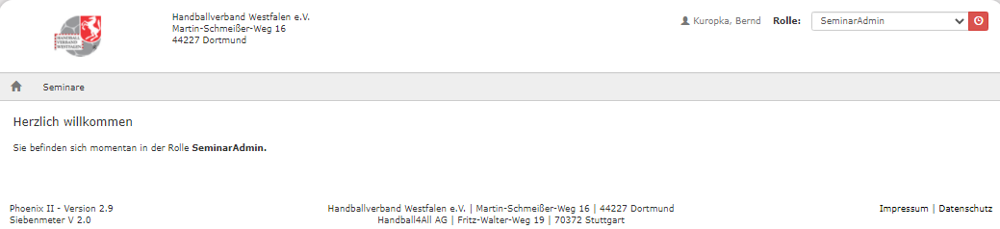 HANDBALL
VERBAND
WESTFALEN
Handballverband Westfalen e.V.
Martin-Schmeißer-Weg 16
44227 Dortmund
Kuropka, Bernd Rolle: SeminarAdmin
Seminare
Herzlich willkommen
Sie befinden sich momentan in der Rolle SeminarAdmin.
Phoenix II - Version 2.9
Siebenmeter V 2.0
Handballverband Westfalen e.V. | Martin-Schmeißer-Weg 16 | 44227 Dortmund
Handball4All AG | Fritz-Walter-Weg 19 | 70372 Stuttgart
Impressum | Datenschutz